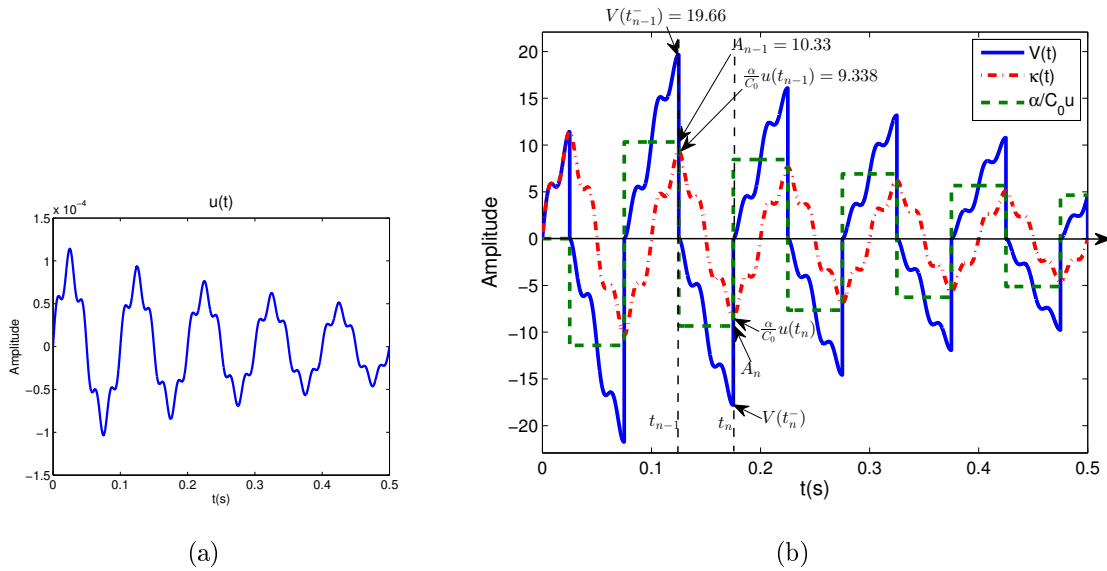 u(t)
× 10⁻⁴
1.5
1
0.5
0
−0.5
−1
−1.5
Amplitude
0 0.1 0.2 0.3 0.4 0.5
t(s)
(a)
V(t⁻ₙ₋₁) = 19.66
Aₙ₋₁ = 10.33
α/C₀ u(tₙ₋₁) = 9.338
V(t)
κ(t)
α/C₀u
20
15
10
5
0
−5
−10
−15
−20
Amplitude
α/C₀ u(tₙ)
Aₙ
V(t⁻ₙ)
tₙ₋₁
tₙ
0 0.1 0.2 0.3 0.4 0.5
t(s)
(b)